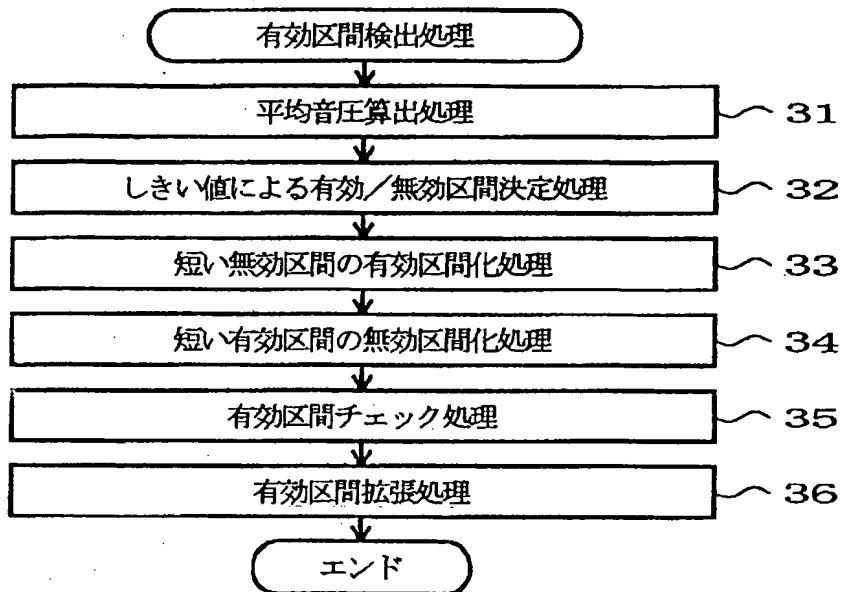 有効区間検出処理
平均音圧算出処理 31
しきい値による有効／無効区間決定処理 32
短い無効区間の有効区間化処理 33
短い有効区間の無効区間化処理 34
有効区間チェック処理 35
有効区間拡張処理 36
エンド